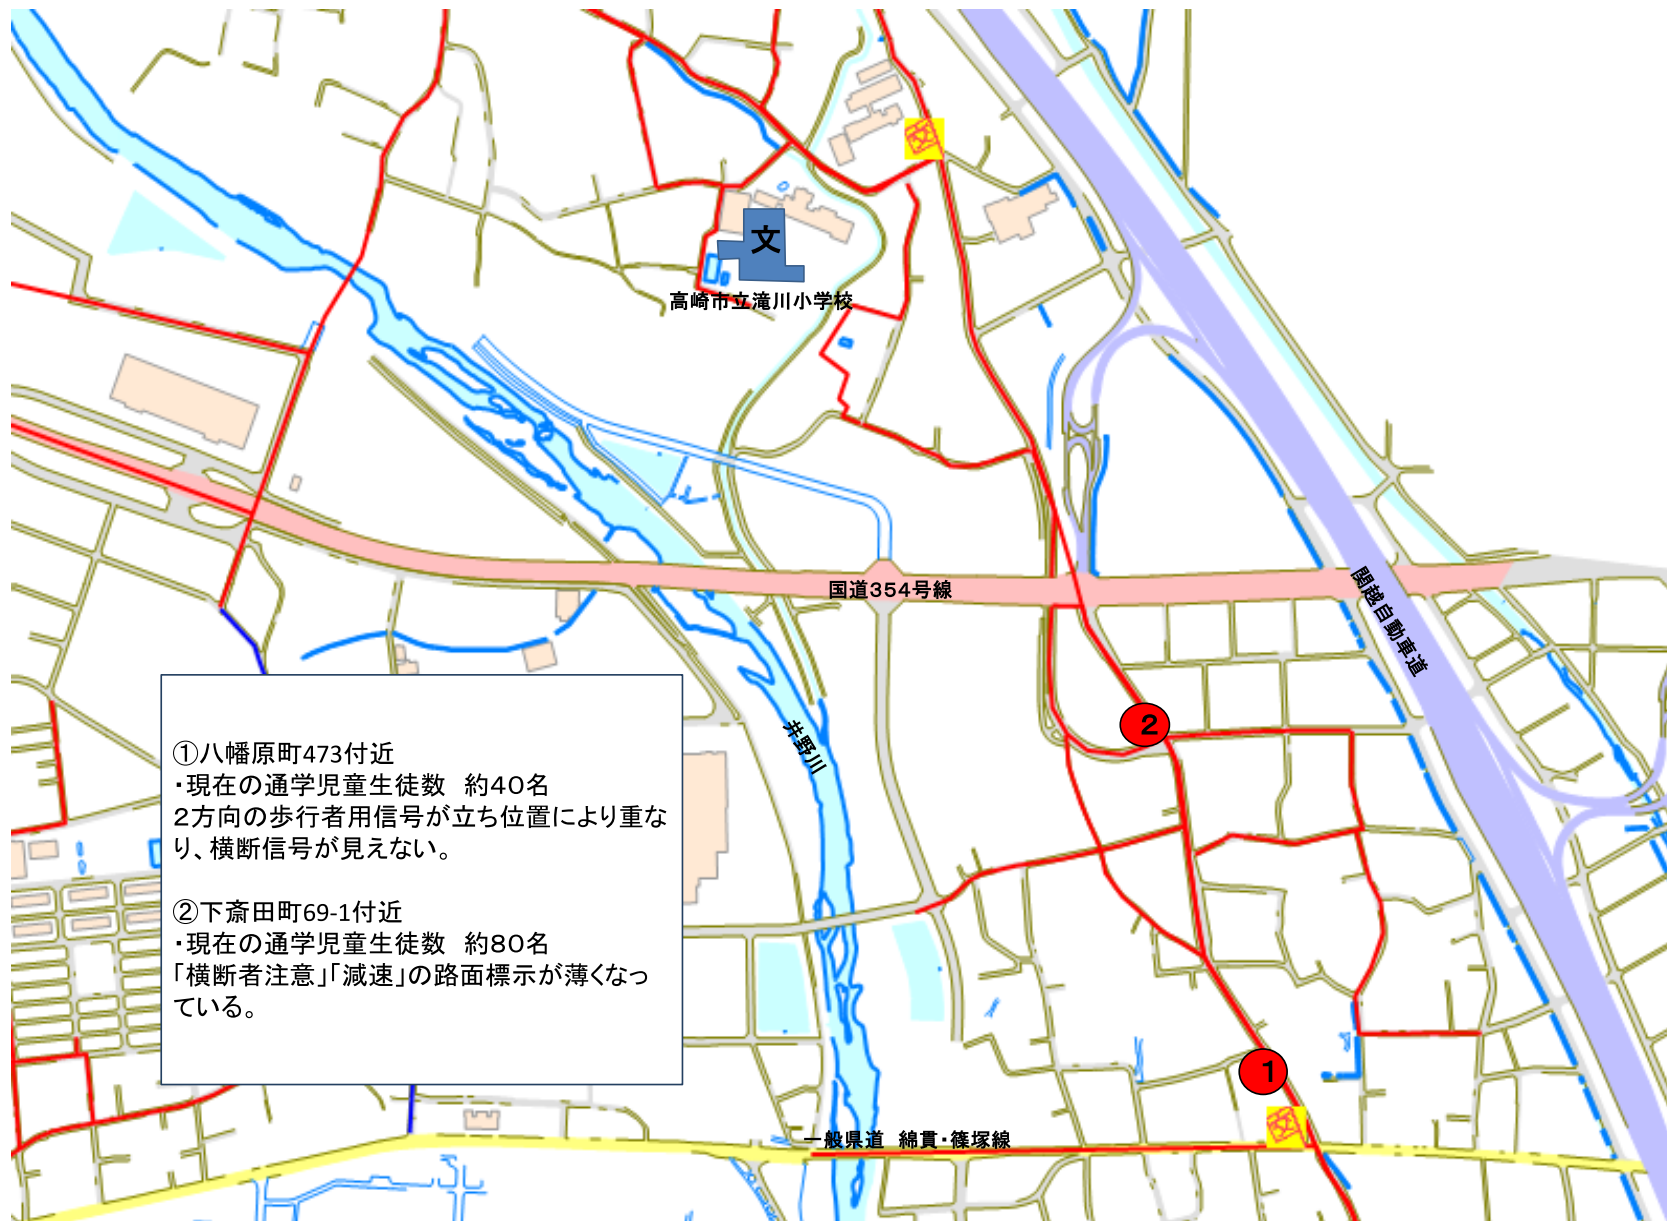 文
文
高崎市立滝川小学校
国道354号線
関越自動車道
2
井野川
①八幡原町473付近
・現在の通学児童生徒数　約40名
2方向の歩行者用信号が立ち位置により重な
り、横断信号が見えない。
②下斎田町69-1付近
・現在の通学児童生徒数　約80名
「横断者注意」「減速」の路面標示が薄くなっ
ている。
1
文
一般県道　綿貫・篠塚線